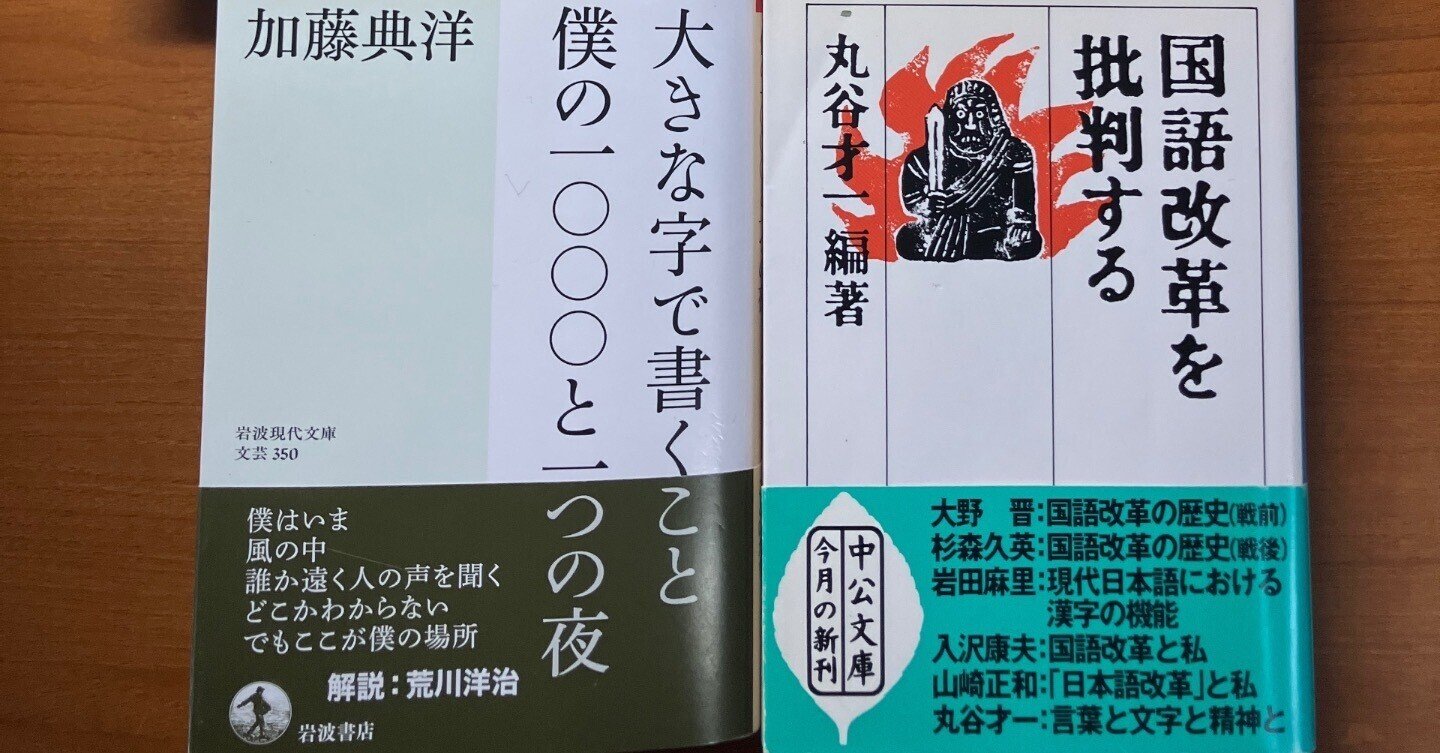 加藤典洋
大きな字で書くこと
僕の一〇〇〇と一つの夜
岩波現代文庫
文芸 350
僕はいま
風の中
誰か遠く人の声を聞く
どこかわからない
でもここが僕の場所
解説：荒川洋治
岩波書店
国語改革を
批判する
丸谷才一編著
中公文庫
今月の新刊
大野 晋：国語改革の歴史(戦前)
杉森久英：国語改革の歴史(戦後)
岩田麻里：現代日本語における
漢字の機能
入沢康夫：国語改革と私
山崎正和：「日本語改革」と私
丸谷才一：言葉と文字と精神と